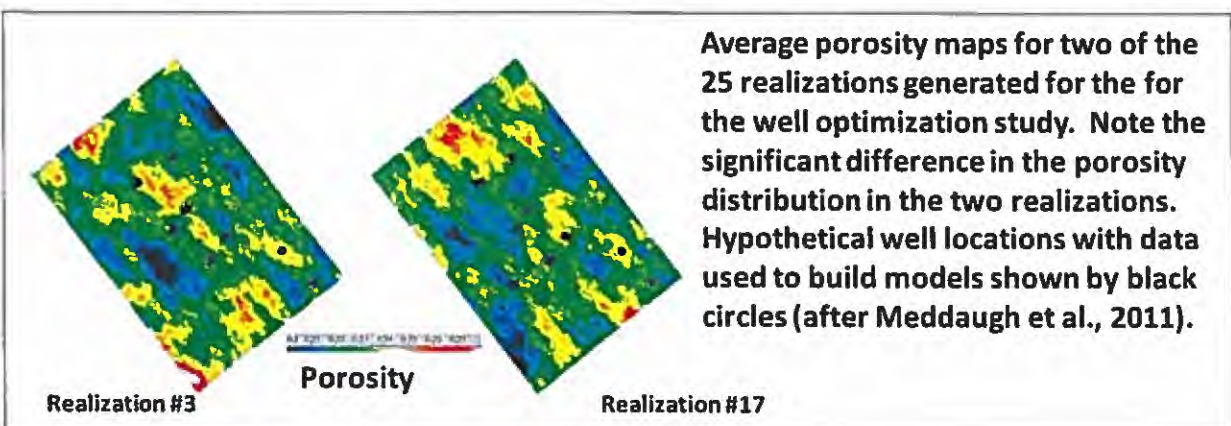 Average porosity maps for two of the
25 realizations generated for the for
the well optimization study. Note the
significant difference in the porosity
distribution in the two realizations.
Hypothetical well locations with data
used to build models shown by black
circles (after Meddaugh et al., 2011).
Porosity
Realization #3
Realization #17